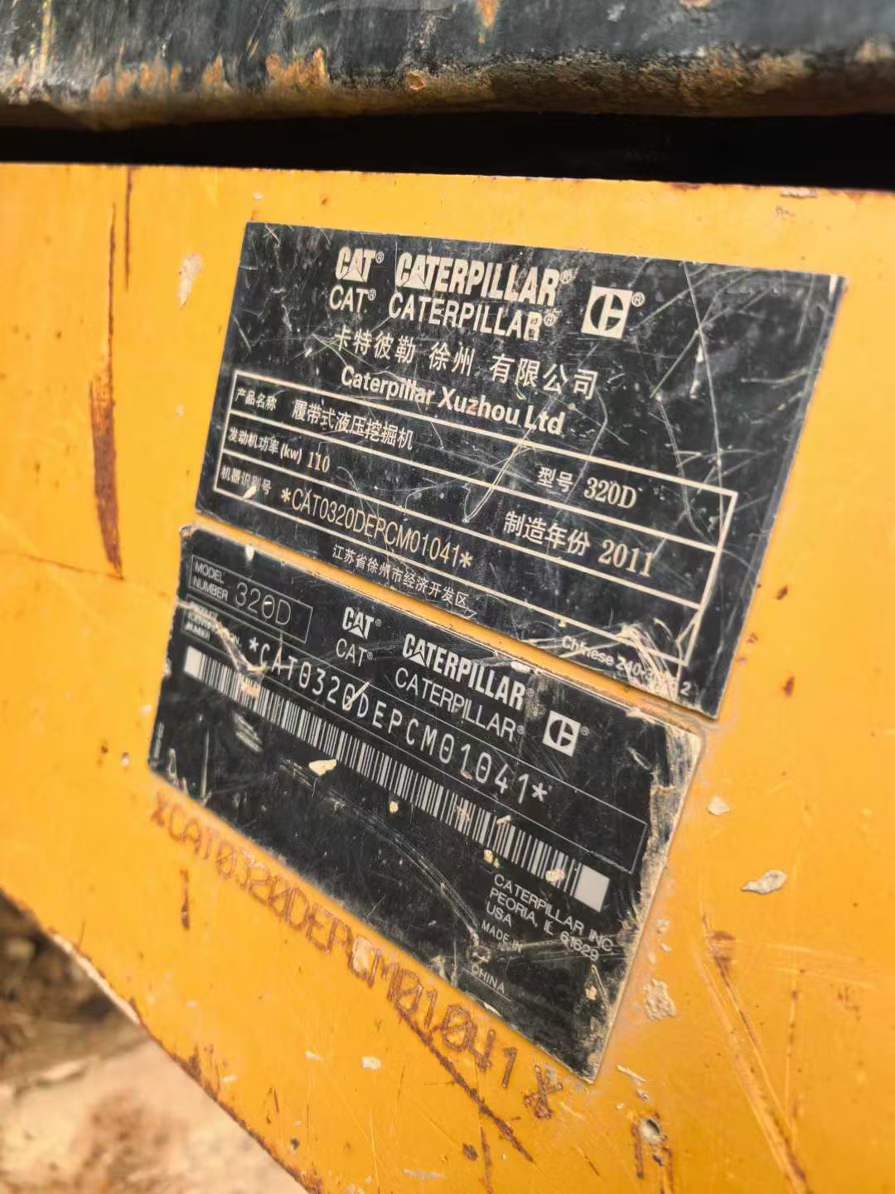 CAT® CATERPILLAR®
CAT® CATERPILLAR®
卡特彼勒 徐州 有限公司
Caterpillar Xuzhou Ltd
产品名称 履带式液压挖掘机
型号 320D
发动机功率(kw) 110
制造年份 2011
机器识别号 *CAT0320DEPCM01041*
江苏省徐州市经济开发区
Chinese
MODEL NUMBER 320D
CAT CATERPILLAR®
CAT® CATERPILLAR®
*CAT0320DEPCM01041*
CATERPILLAR INC.
PEORIA, IL 61629
USA
MADE IN
CHINA
*CAT0320DEPCM01041*